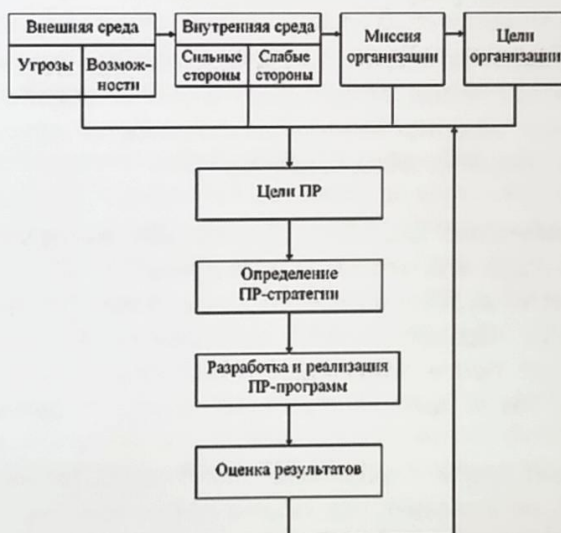 Внешняя среда
Угрозы
Возмож-
ности
Внутренняя среда
Сильные
стороны
Слабые
стороны
Миссия
организации
Цели
организации
Цели ПР
Определение
ПР-стратегии
Разработка и реализация
ПР-программ
Оценка результатов